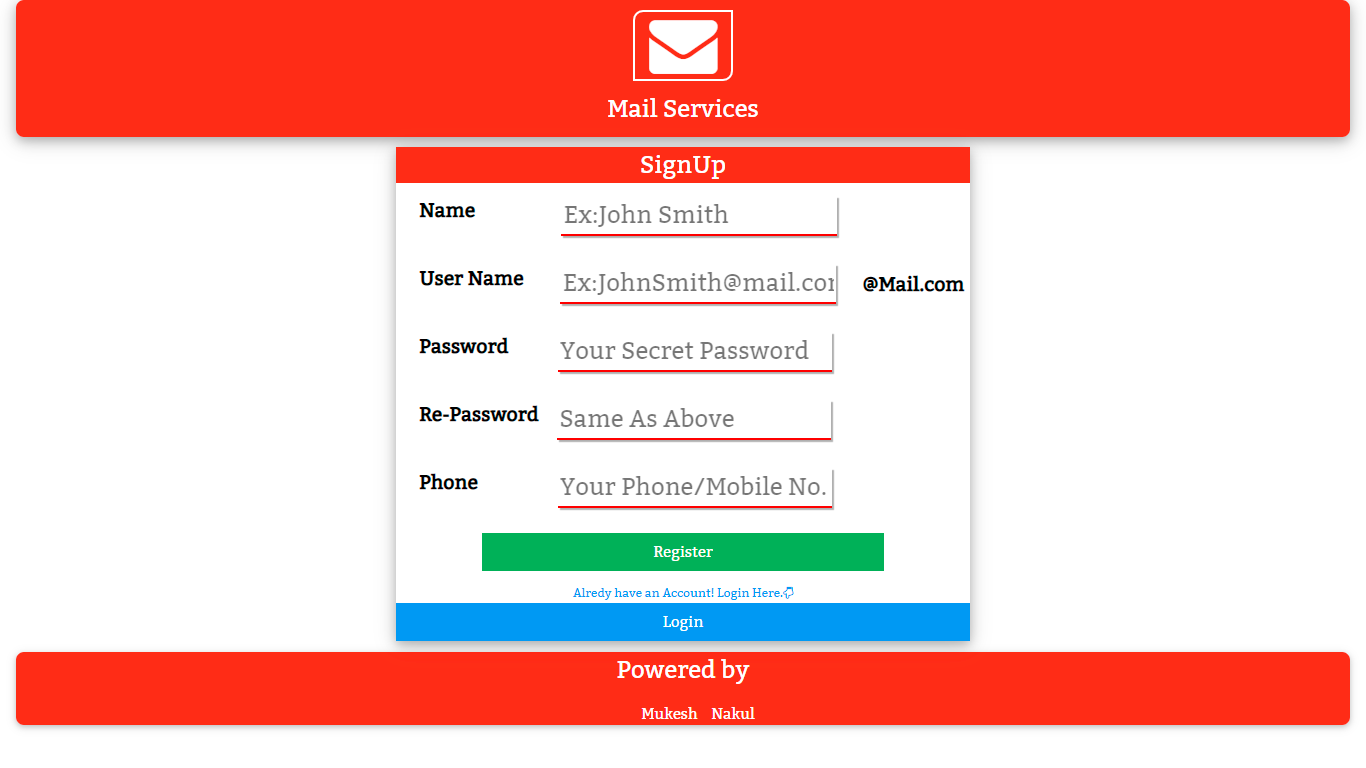 Mail Services
SignUp
Name Ex:John Smith
User Name Ex:JohnSmith@mail.com @Mail.com
Password Your Secret Password
Re-Password Same As Above
Phone Your Phone/Mobile No.
Register
Alredy have an Account! Login Here.👇
Login
Powered by
Mukesh Nakul